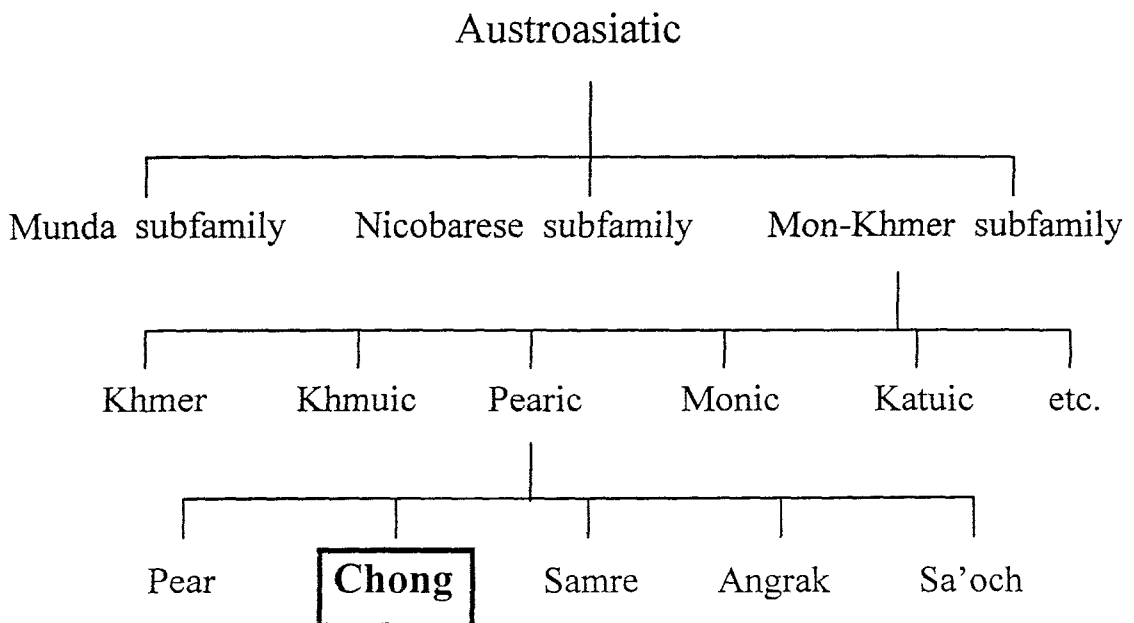 Austroasiatic
Munda subfamily Nicobarese subfamily Mon-Khmer subfamily
Khmer Khmuic Pearic Monic Katuic etc.
Pear Chong Samre Angrak Sa'och